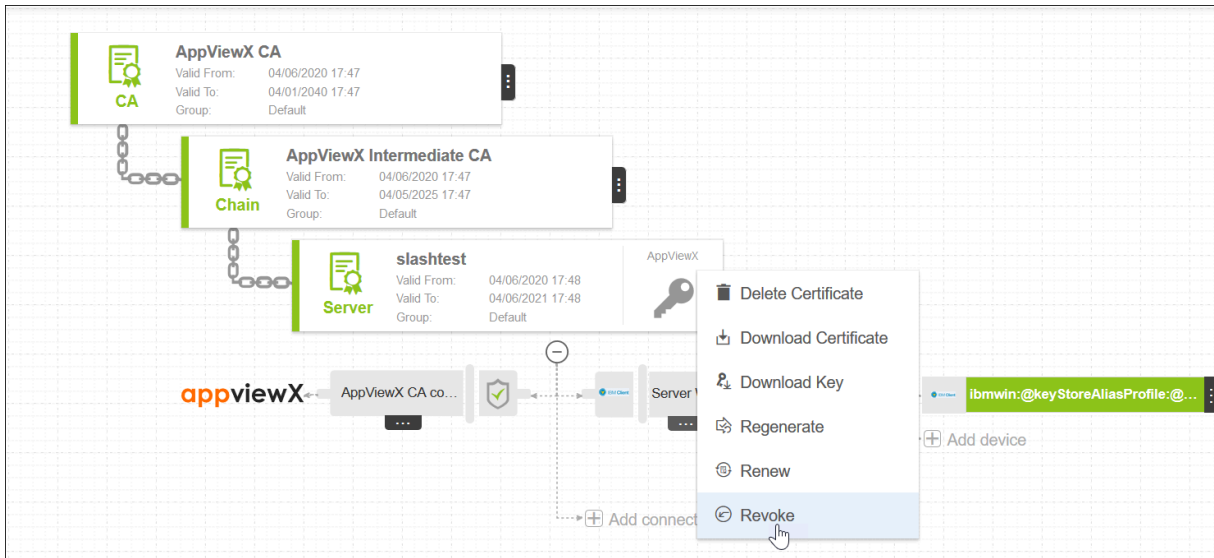 AppViewX CA
Valid From: 04/06/2020 17:47
Valid To: 04/01/2040 17:47
Group: Default
CA
AppViewX Intermediate CA
Valid From: 04/06/2020 17:47
Valid To: 04/05/2025 17:47
Group: Default
Chain
slashtest
Valid From: 04/06/2020 17:48
Valid To: 04/06/2021 17:48
Group: Default
Server
AppViewX
Delete Certificate
Download Certificate
Download Key
Regenerate
Renew
Revoke
appviewX
AppViewX CA co...
Server
ibmwin:@keyStoreAliasProfile:@...
Add device
Add connect